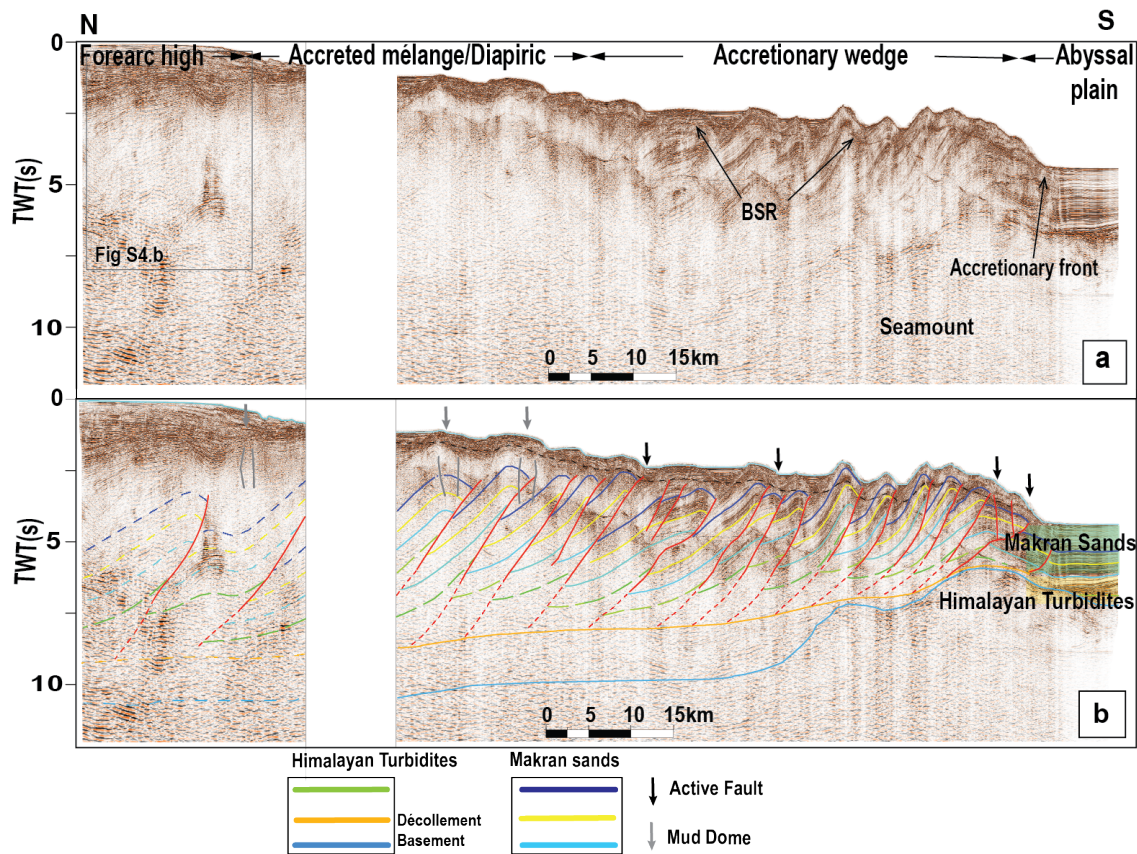 N
S
0
Forearc high
Accreted mélange/Diapiric
Accretionary wedge
Abyssal
plain
TWT(s)
5
BSR
Fig S4.b
Accretionary front
10
Seamount
0 5 10 15km
a
0
TWT(s)
5
Makran Sands
Himalayan Turbidites
10
0 5 10 15km
b
Himalayan Turbidites
Makran sands
Active Fault
Décollement
Basement
Mud Dome